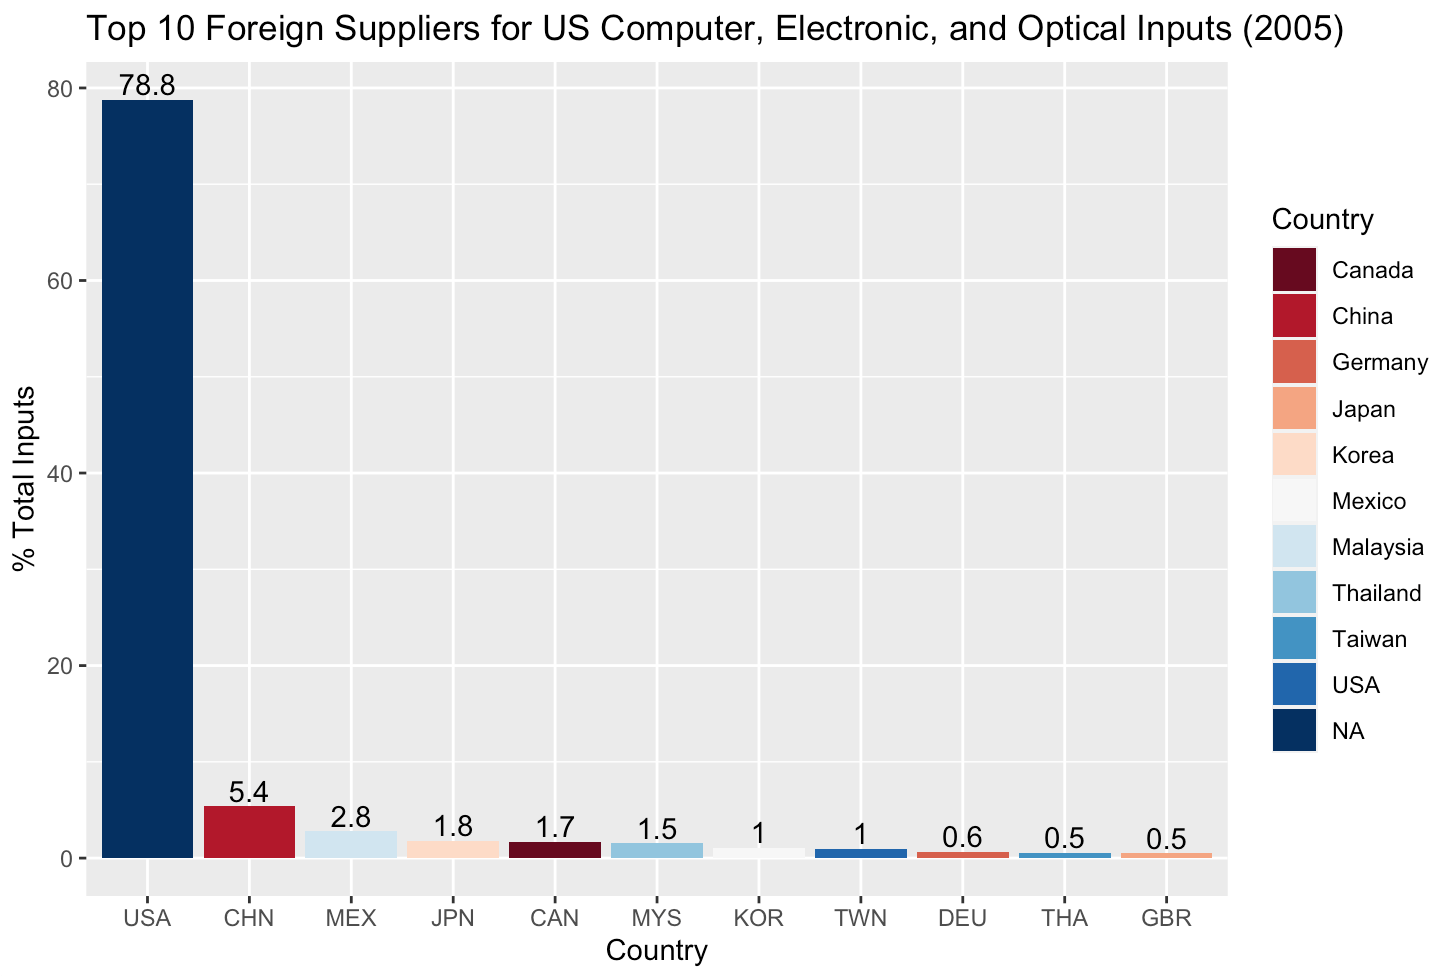 Top 10 Foreign Suppliers for US Computer, Electronic, and Optical Inputs (2005)
% Total Inputs
80
60
40
20
0
78.8
5.4
2.8
1.8
1.7
1.5
1
1
0.6
0.5
0.5
USA CHN MEX JPN CAN MYS KOR TWN DEU THA GBR
Country
Country
Canada
China
Germany
Japan
Korea
Mexico
Malaysia
Thailand
Taiwan
USA
NA